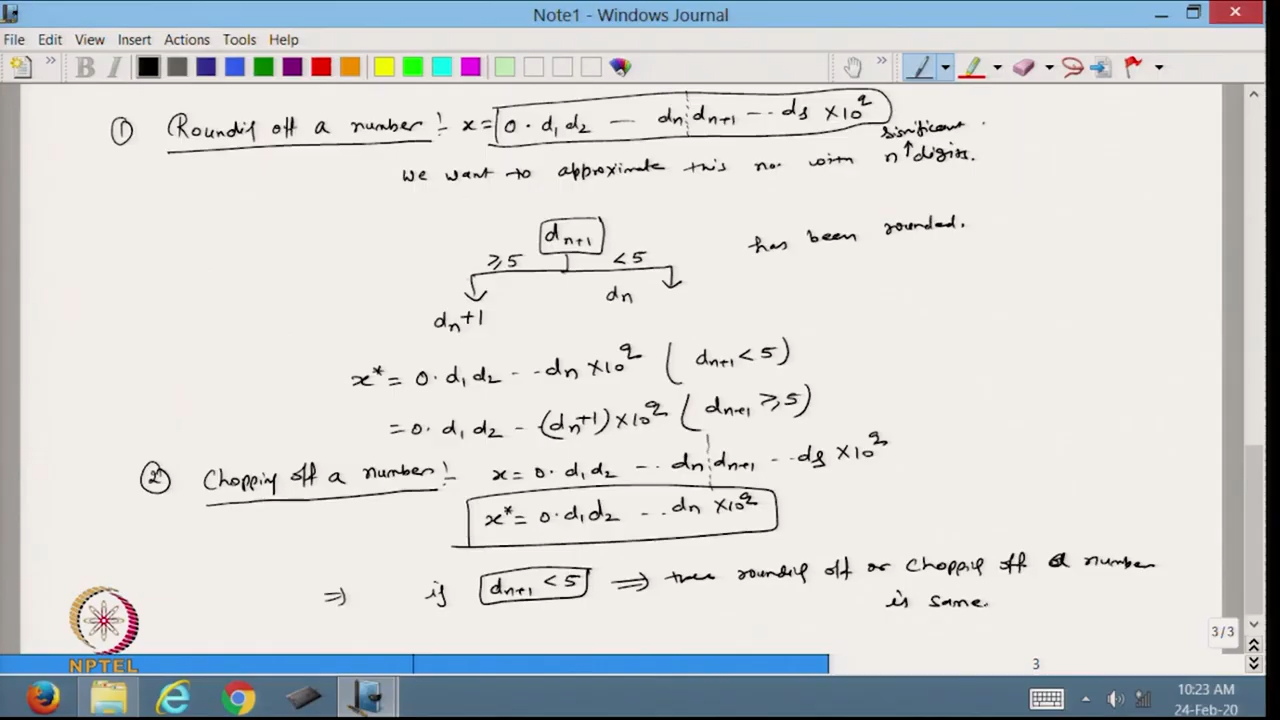 Note1 - Windows Journal
File Edit View Insert Actions Tools Help
① Rounding off a number :- x = 0. d₁ d₂ --- dₙ dₙ₊₁ --- ds × 10^q
significant
We want to approximate this no. with n ↑ digits.
dₙ₊₁ has been rounded.
≥5 <5
dₙ+1 dₙ
x* = 0. d₁ d₂ --- dₙ × 10^q ( dₙ₊₁ < 5 )
= 0. d₁ d₂ - (dₙ+1) × 10^q ( dₙ₊₁ ≥ 5 )
② Chopping off a number :- x = 0. d₁ d₂ --- dₙ dₙ₊₁ --- ds × 10^q
x* = 0. d₁ d₂ --- dₙ × 10^q
⇒ if dₙ₊₁ < 5 ⇒ then rounding off or chopping off a number
is same.
3/3
NPTEL
3
10:23 AM
24-Feb-20